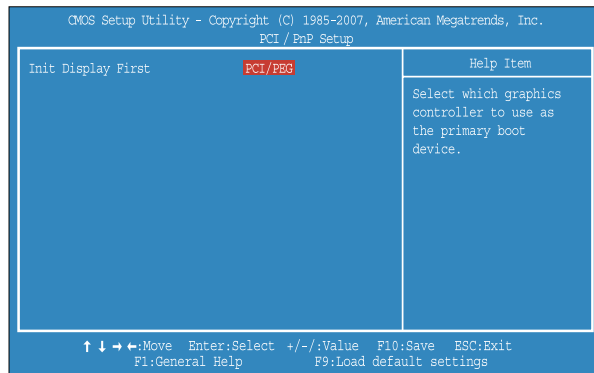 CMOS Setup Utility - Copyright (C) 1985-2007, American Megatrends, Inc.
PCI / PnP Setup
Init Display First PCI/PEG
Help Item
Select which graphics
controller to use as
the primary boot
device.
↑ ↓ → ←:Move Enter:Select +/-/:Value F10:Save ESC:Exit
F1:General Help F9:Load default settings